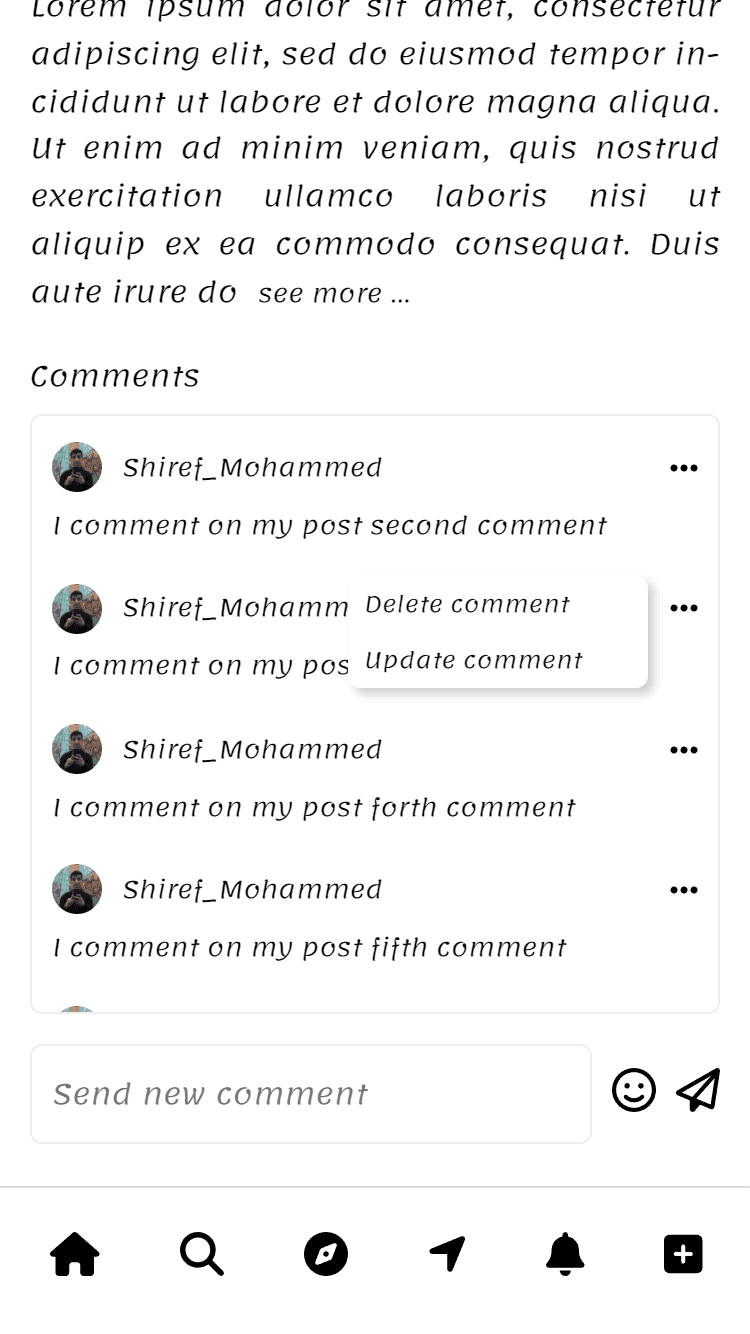 Lorem ipsum dolor sit amet, consectetur
adipiscing elit, sed do eiusmod tempor in-
cididunt ut labore et dolore magna aliqua.
Ut enim ad minim veniam, quis nostrud
exercitation ullamco laboris nisi ut
aliquip ex ea commodo consequat. Duis
aute irure do see more ...
Comments
Shiref_Mohammed
I comment on my post second comment
Shiref_Mohamm
Delete comment
I comment on my pos
Update comment
Shiref_Mohammed
I comment on my post forth comment
Shiref_Mohammed
I comment on my post fifth comment
Send new comment